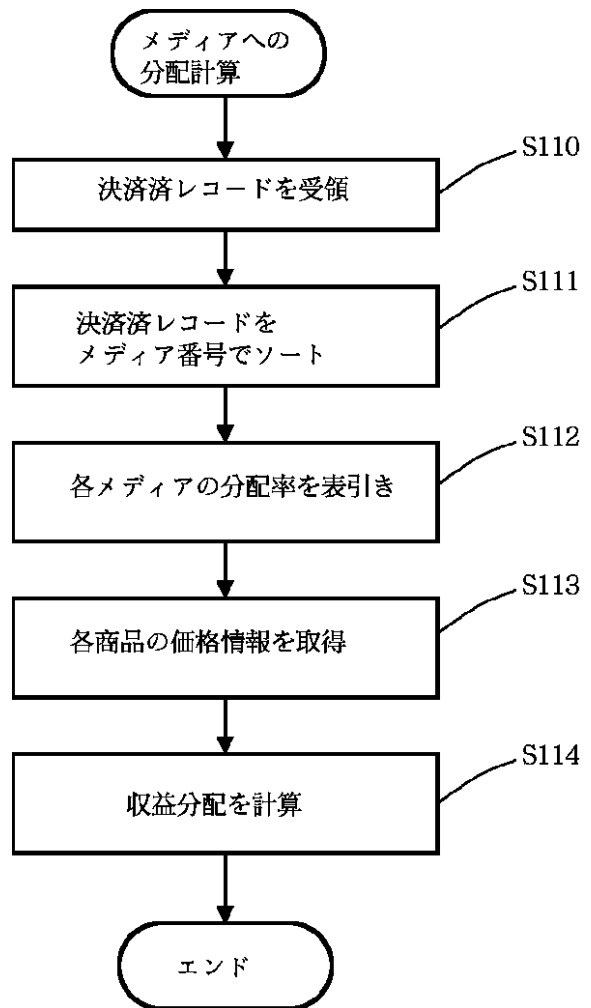 メディアへの
分配計算
S110
決済済レコードを受領
S111
決済済レコードを
メディア番号でソート
S112
各メディアの分配率を表引き
S113
各商品の価格情報を取得
S114
収益分配を計算
エンド